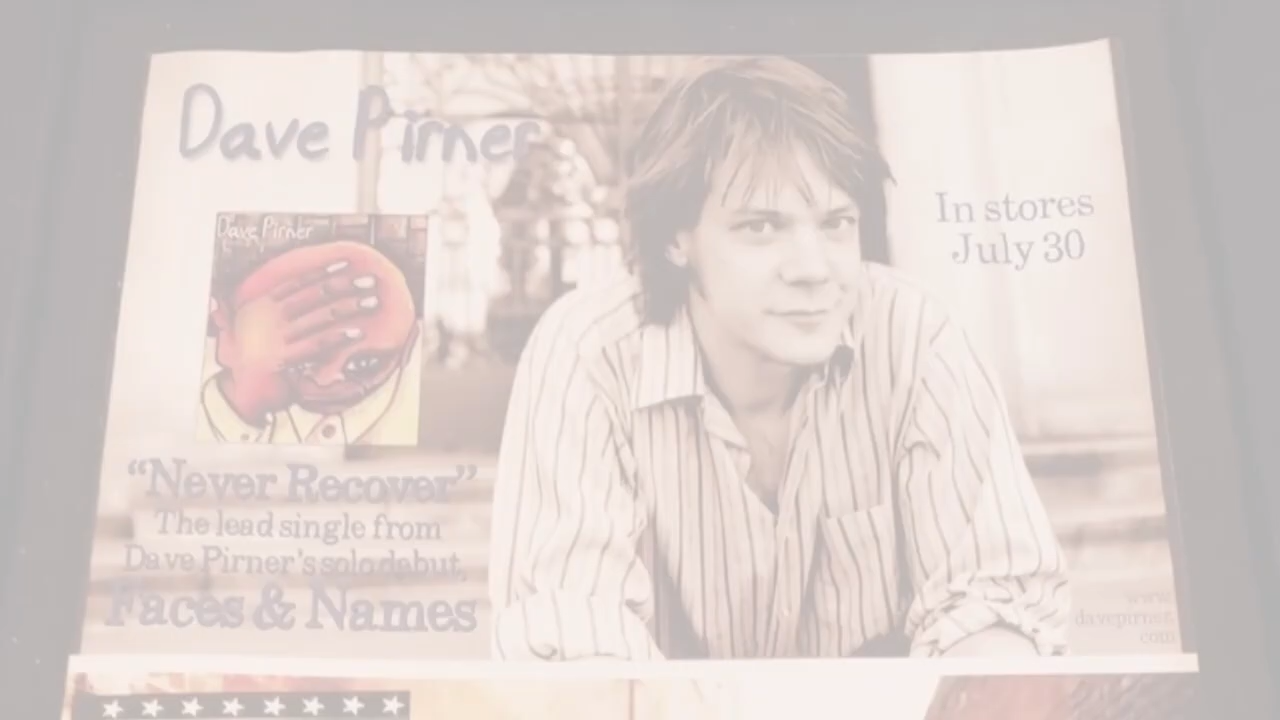 Dave Pirner
Dave Pirner
In stores
July 30
“Never Recover”
The lead single from
Dave Pirner's solo debut,
Faces & Names
www.
davepirner.
com